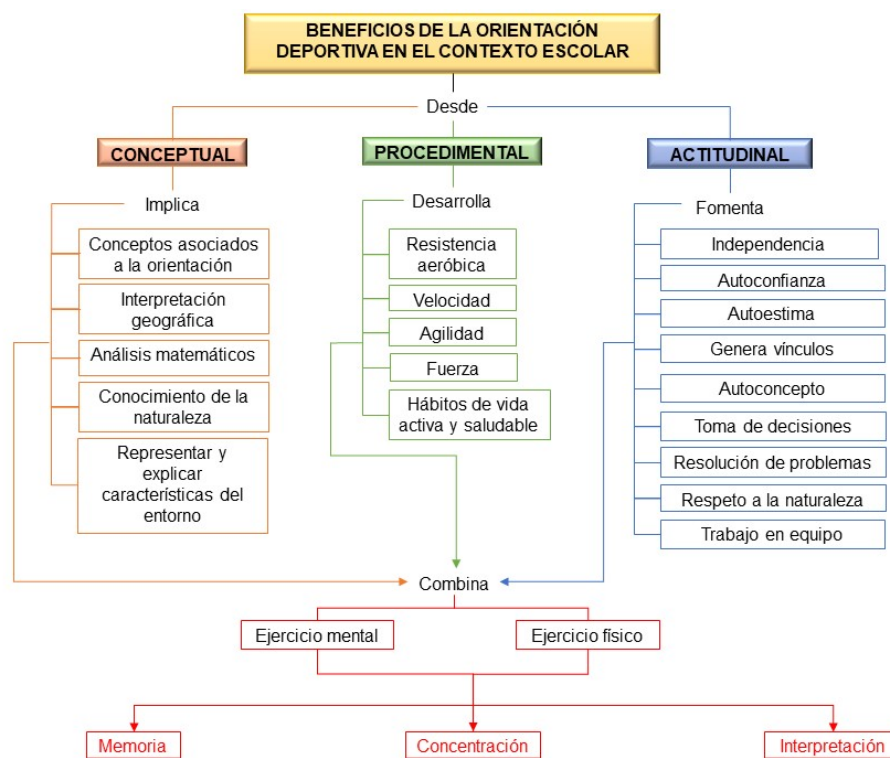 BENEFICIOS DE LA ORIENTACIÓN
DEPORTIVA EN EL CONTEXTO ESCOLAR
Desde
CONCEPTUAL
Implica
Conceptos asociados
a la orientación
Interpretación
geográfica
Análisis matemáticos
Conocimiento de la
naturaleza
Representar y
explicar
características del
entorno
PROCEDIMENTAL
Desarrolla
Resistencia
aeróbica
Velocidad
Agilidad
Fuerza
Hábitos de vida
activa y saludable
ACTITUDINAL
Fomenta
Independencia
Autoconfianza
Autoestima
Genera vínculos
Autoconcepto
Toma de decisiones
Resolución de problemas
Respeto a la naturaleza
Trabajo en equipo
Combina
Ejercicio mental
Ejercicio físico
Memoria
Concentración
Interpretación